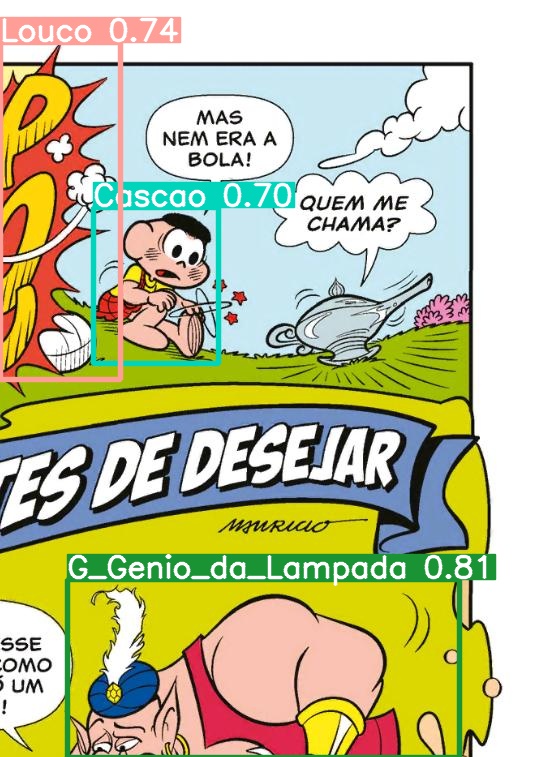 Louco 0.74
MAS
NEM ERA A
BOLA!
Cascao 0.70
QUEM ME
CHAMA?
TES DE DESEJAR
MAURICIO
G_Genio_da_Lampada 0.81
SSE
COMO
UM
!